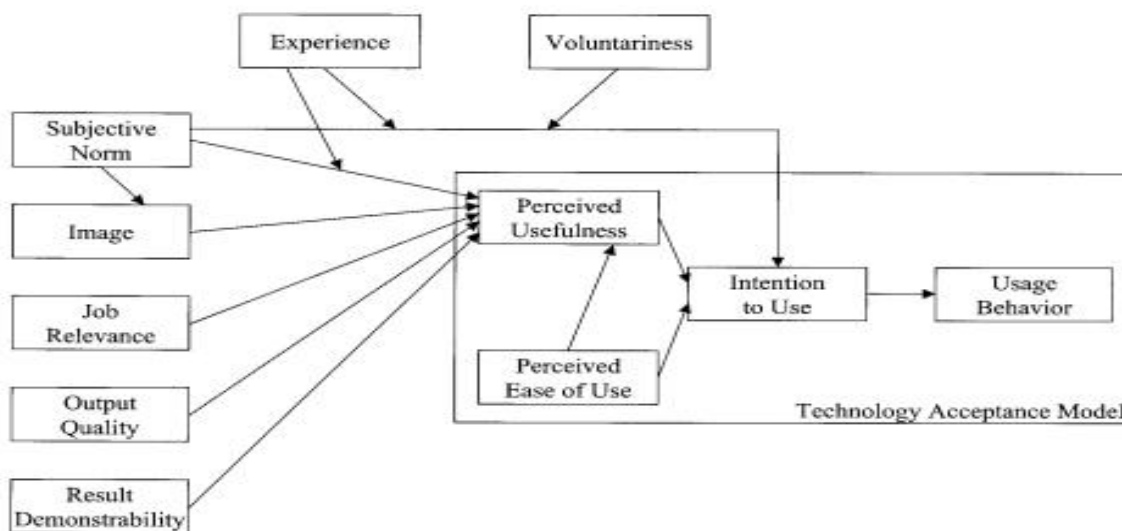 Experience
Voluntariness
Subjective
Norm
Image
Job
Relevance
Output
Quality
Result
Demonstrability
Perceived
Usefulness
Perceived
Ease of Use
Intention
to Use
Usage
Behavior
Technology Acceptance Model